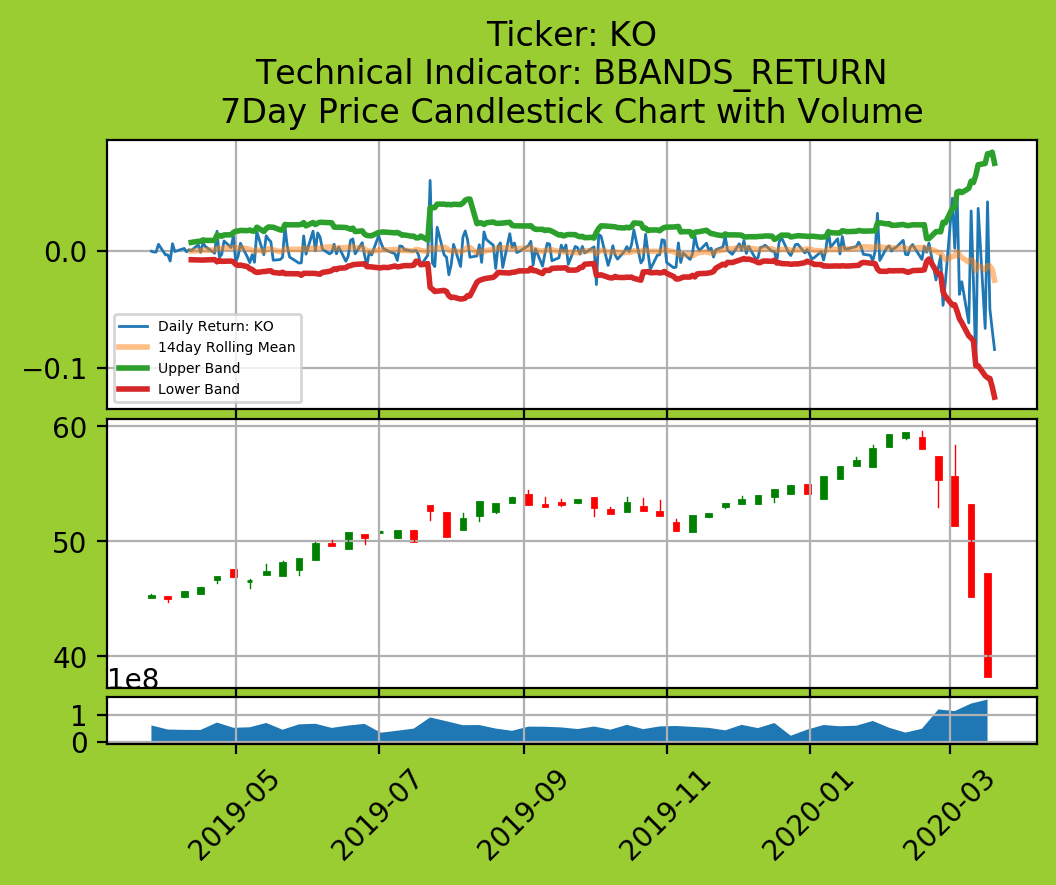 Ticker: KO
Technical Indicator: BBANDS_RETURN
7Day Price Candlestick Chart with Volume
0.0
−0.1
Daily Return: KO
14day Rolling Mean
Upper Band
Lower Band
60
50
40
1e8
1
0
2019-05
2019-07
2019-09
2019-11
2020-01
2020-03